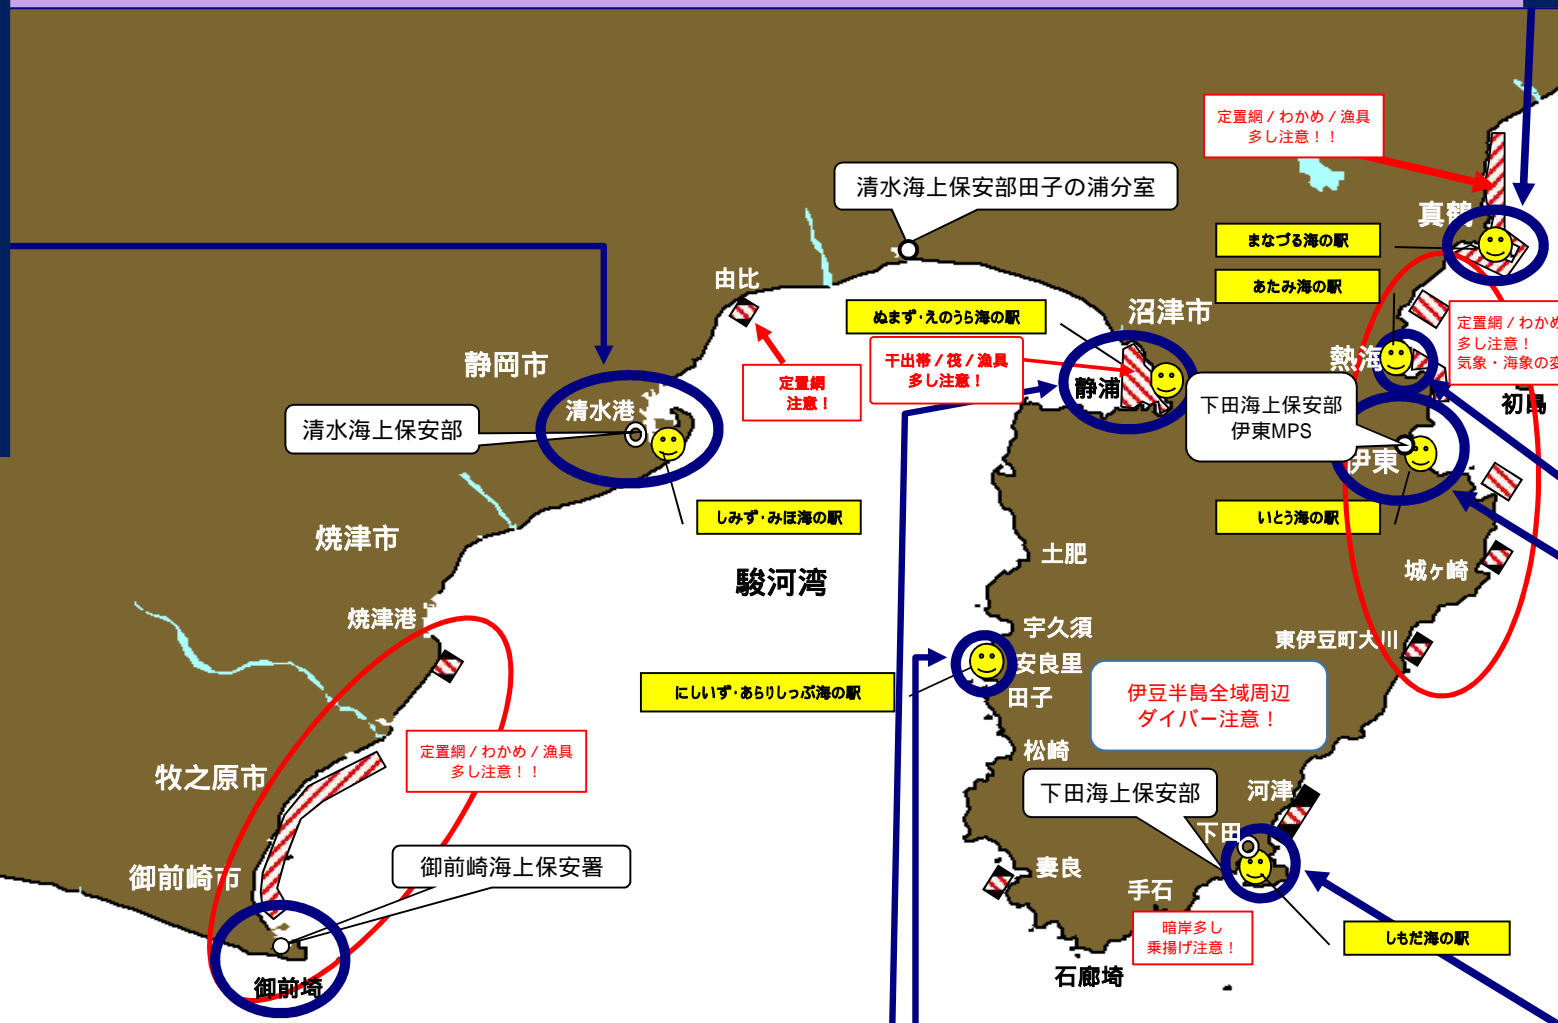 定置網/わかめ/漁具
多し注意!!
清水海上保安部田子の浦分室
真鶴
まなづる海の駅
由比
あたみ海の駅
ぬまず・えのうら海の駅
沼津市
定置網/わかめ
多し注意!
気象・海象の変
静岡市
干出帯/筏/漁具
多し注意!
熱海
定置網
注意!
静浦
初島
清水港
下田海上保安部
伊東MPS
清水海上保安部
伊東
しみず・みほ海の駅
いとう海の駅
焼津市
土肥
城ヶ崎
駿河湾
焼津港
宇久須
東伊豆町大川
安良里
にしいず・あらりしっぷ海の駅
田子
伊豆半島全域周辺
ダイバー注意!
定置網/わかめ/漁具
多し注意!!
松崎
牧之原市
下田海上保安部
河津
下田
御前崎海上保安署
妻良
御前崎市
手石
暗岸多し
乗揚げ注意!
しもだ海の駅
石廊埼
御前埼